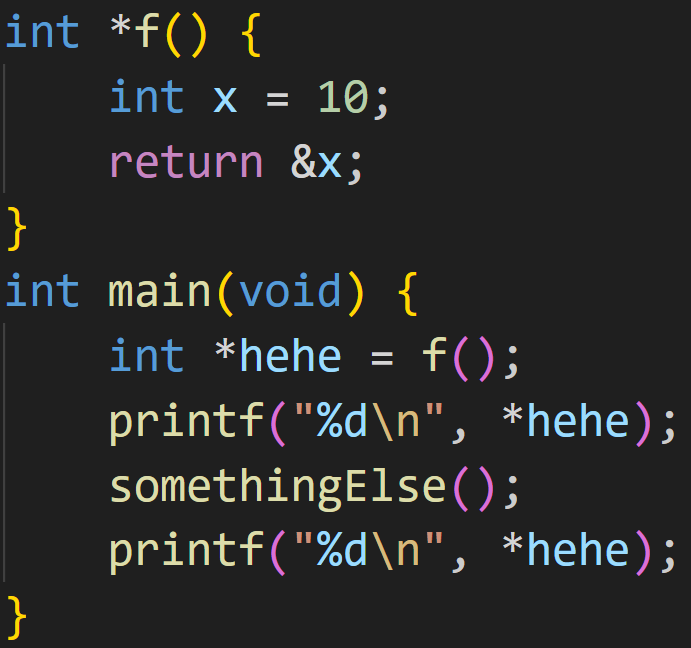 int *f() {
    int x = 10;
    return &x;
}
int main(void) {
    int *hehe = f();
    printf("%d\n", *hehe);
    somethingElse();
    printf("%d\n", *hehe);
}